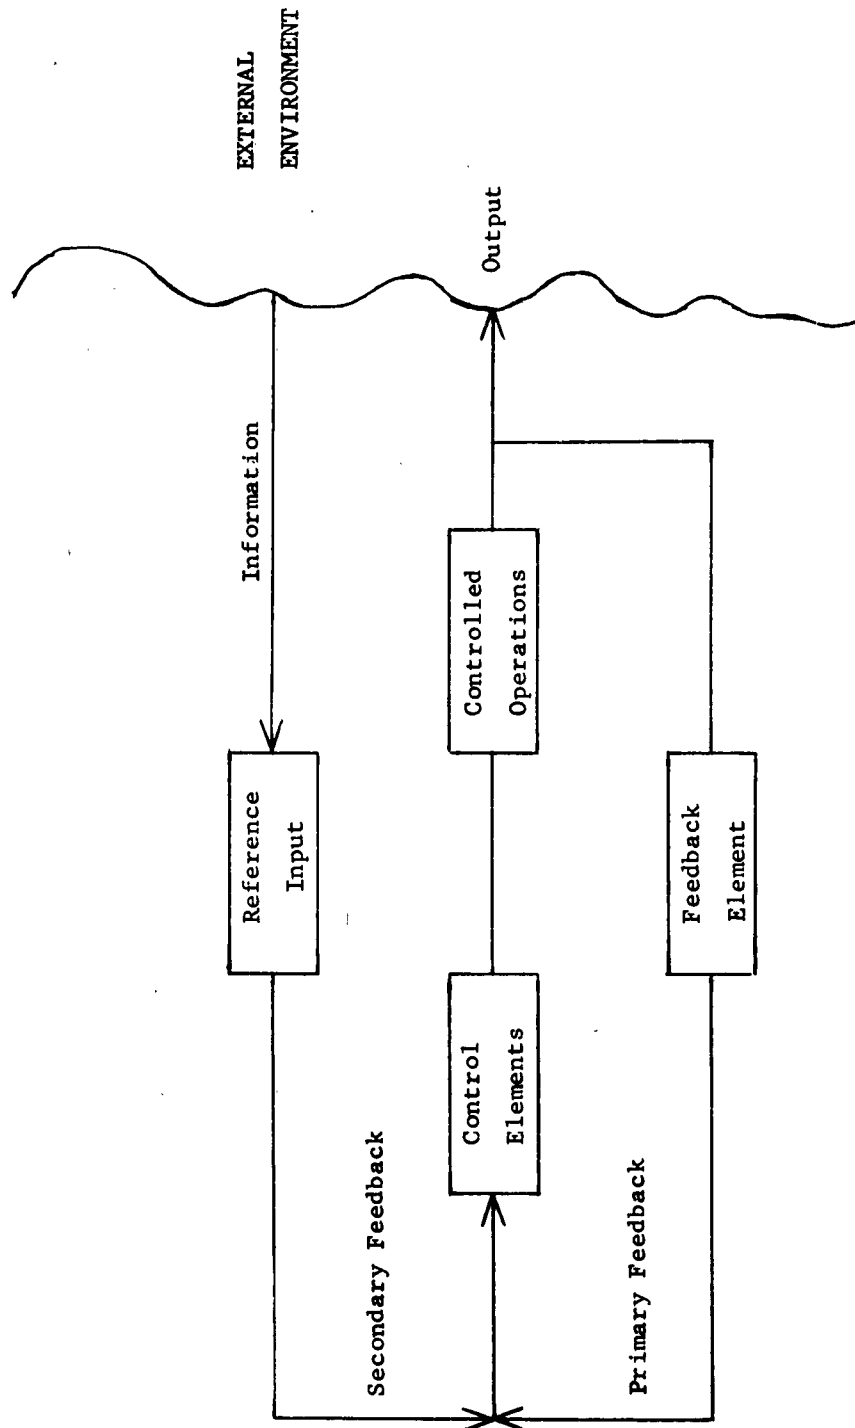 EXTERNAL
ENVIRONMENT
Information
Output
Reference
Input
Controlled
Operations
Secondary Feedback
Control
Elements
Feedback
Element
Primary Feedback